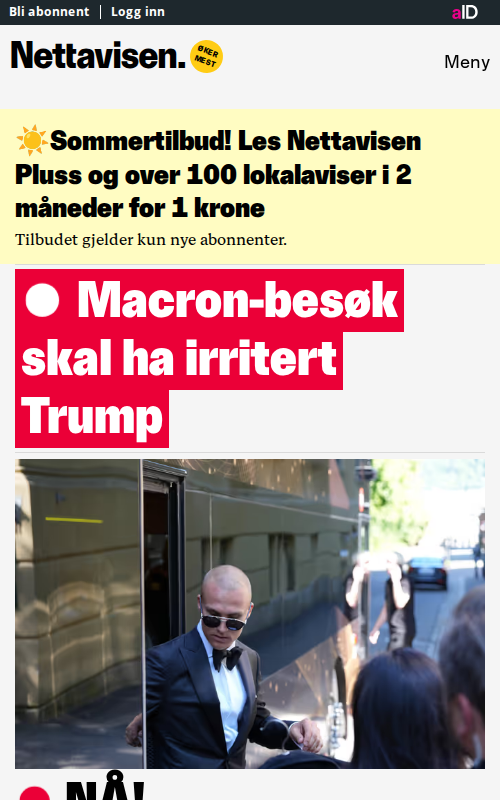 Bli abonnent | Logg inn
aID
Nettavisen.
ØKER
MEST
Meny
☀️Sommertilbud! Les Nettavisen
Pluss og over 100 lokalaviser i 2
måneder for 1 krone
Tilbudet gjelder kun nye abonnenter.
Macron-besøk
skal ha irritert
Trump
NÅ!